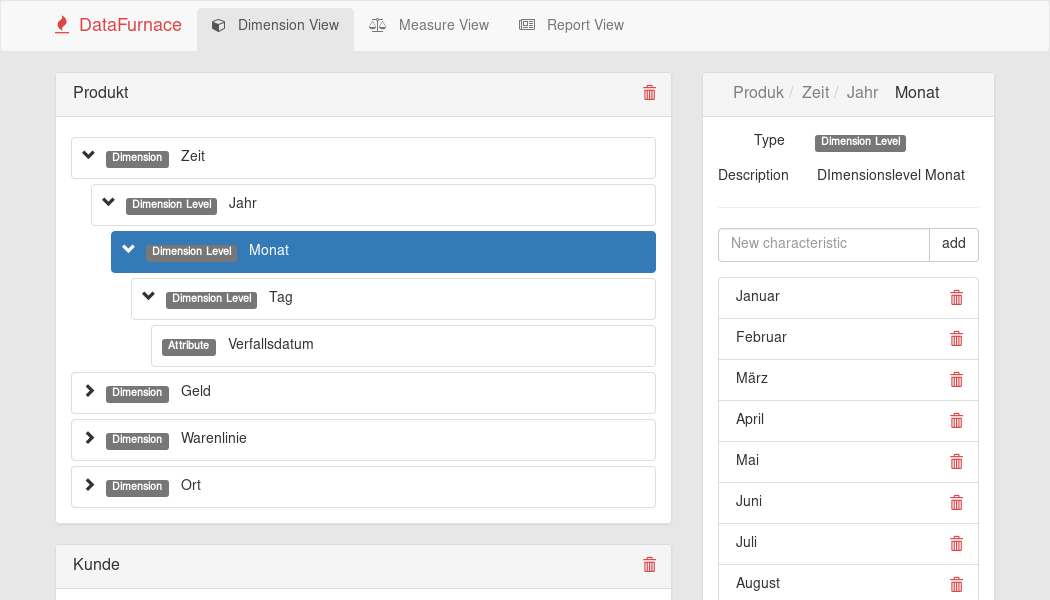 DataFurnace Dimension View Measure View Report View
Produkt
Dimension Zeit
Dimension Level Jahr
Dimension Level Monat
Dimension Level Tag
Attribute Verfallsdatum
Dimension Geld
Dimension Warenlinie
Dimension Ort
Kunde
Produk / Zeit / Jahr Monat
Type Dimension Level
Description DImensionslevel Monat
New characteristic add
Januar
Februar
März
April
Mai
Juni
Juli
August